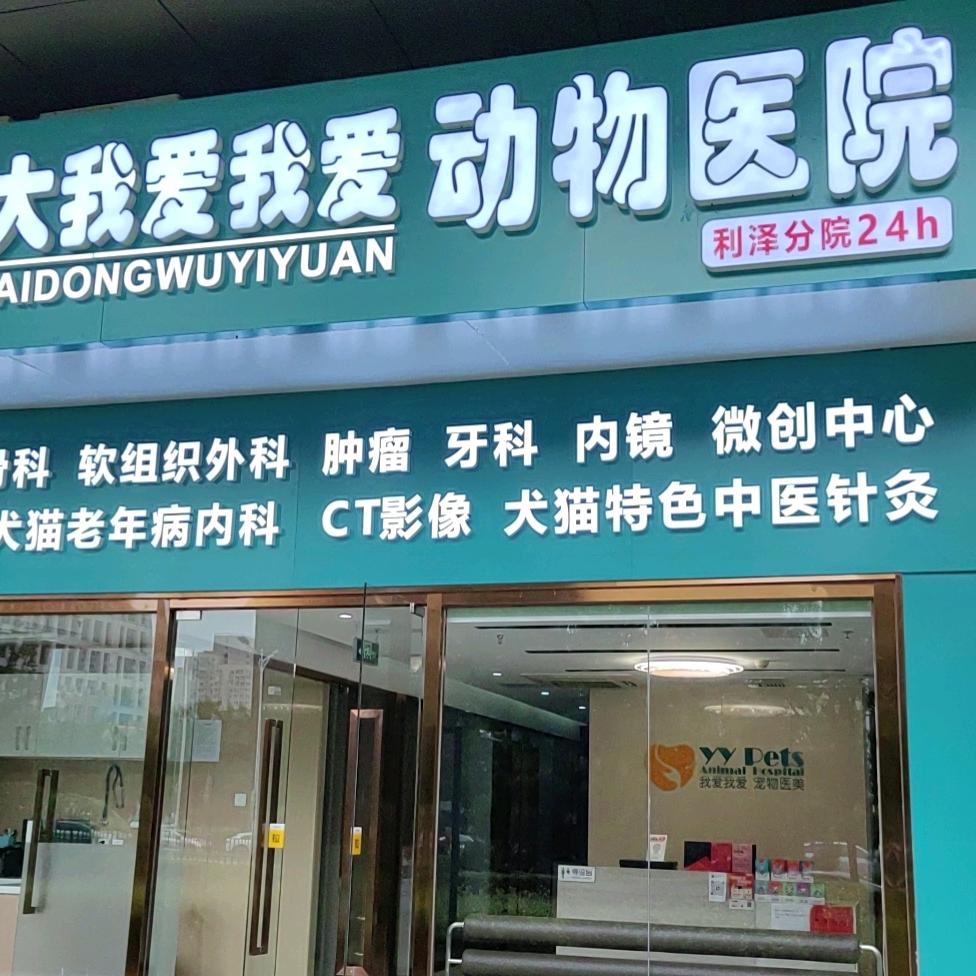 大我爱我爱动物医院
AIDONGWUYIYUAN
利泽分院24h
骨科 软组织外科 肿瘤 牙科 内镜 微创中心
犬猫老年病内科 CT影像 犬猫特色中医针灸
YY Pets
Animal Hospital
我爱我爱 宠物医美